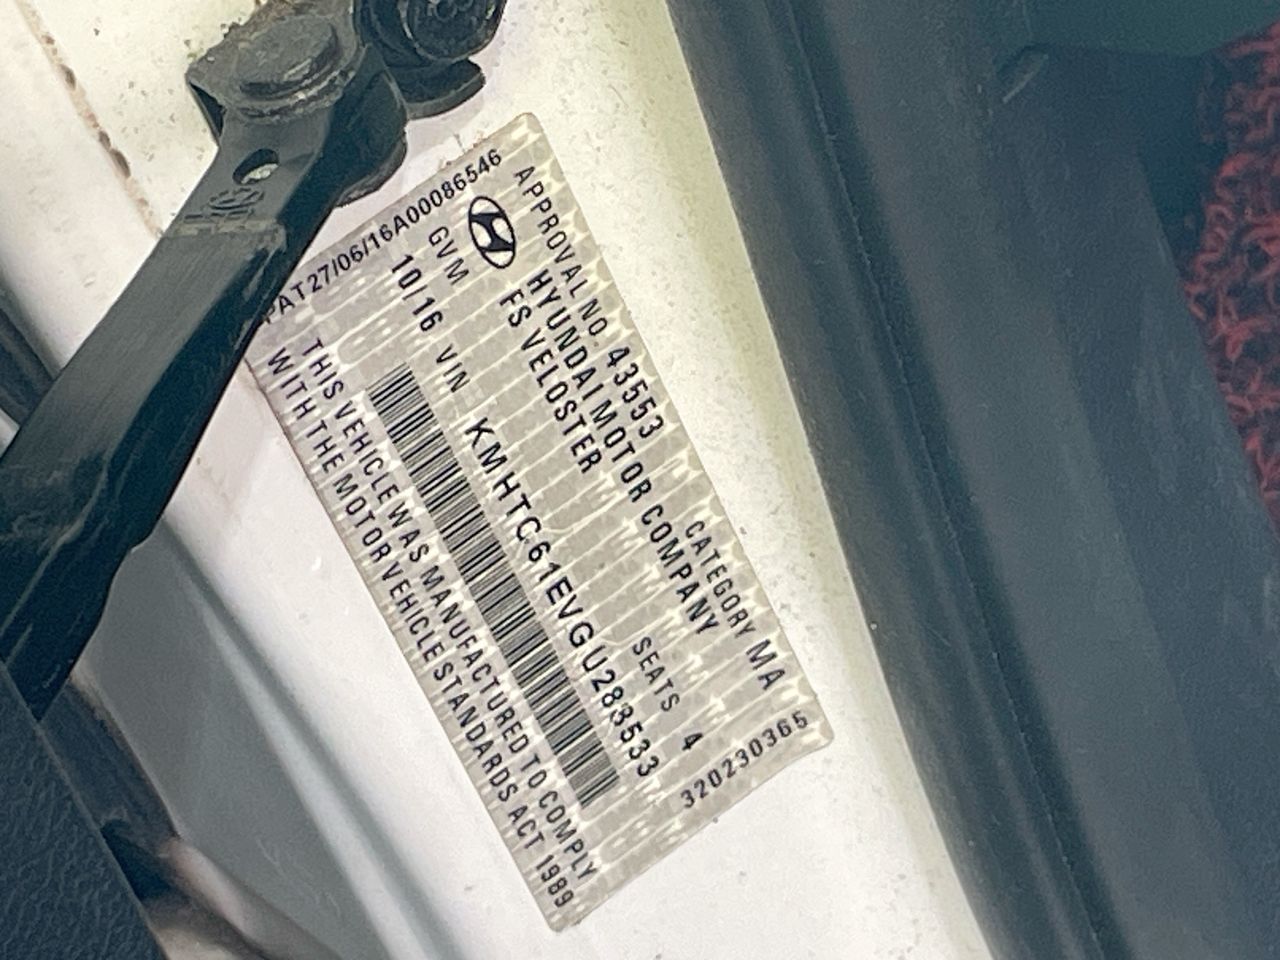 APPROVAL NO. 43553 CATEGORY MA
HYUNDAI MOTOR COMPANY
FS VELOSTER
GVM SEATS 4
10/16 VIN KMHTC61EVGU283533
THIS VEHICLE WAS MANUFACTURED TO COMPLY
WITH THE MOTOR VEHICLE STANDARDS ACT 1989
PAT27/06/16A00086546
320230365